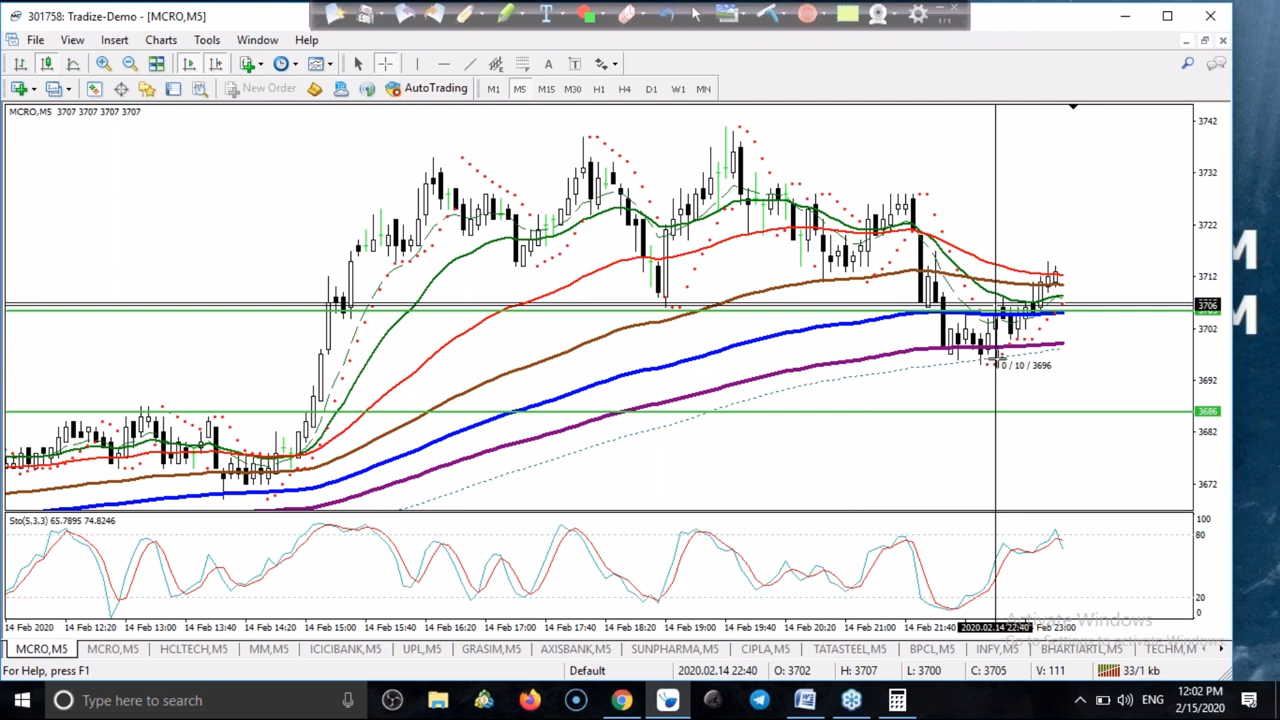 301758: Tradize-Demo - [MCRO,M5]
1/1
File View Insert Charts Tools Window Help
New Order AutoTrading M1 M5 M15 M30 H1 H4 D1 W1 MN
MCRO,M5 3707 3707 3707 3707
3742
3732
3722
3712
3706
3702
0 / 10 / 3696
3692
3686
3682
3672
Sto(5,3,3) 65.7895 74.8246
100
80
20
0
14 Feb 2020 14 Feb 12:20 14 Feb 13:00 14 Feb 13:40 14 Feb 14:20 14 Feb 15:00 14 Feb 15:40 14 Feb 16:20 14 Feb 17:00 14 Feb 17:40 14 Feb 18:20 14 Feb 19:00 14 Feb 19:40 14 Feb 20:20 14 Feb 21:00 14 Feb 21:40 2020.02.14 22:40 Feb 23:00
Activate Windows
Go to Settings to activate Windows.
MCRO,M5 MCRO,M5 HCLTECH,M5 MM,M5 ICICIBANK,M5 UPL,M5 GRASIM,M5 AXISBANK,M5 SUNPHARMA,M5 CIPLA,M5 TATASTEEL,M5 BPCL,M5 INFY,M5 BHARTIARTL,M5 TECHM,M
For Help, press F1 Default 2020.02.14 22:40 O: 3702 H: 3707 L: 3700 C: 3705 V: 111 33/1 kb
Type here to search
ENG
12:02 PM
2/15/2020
M
M